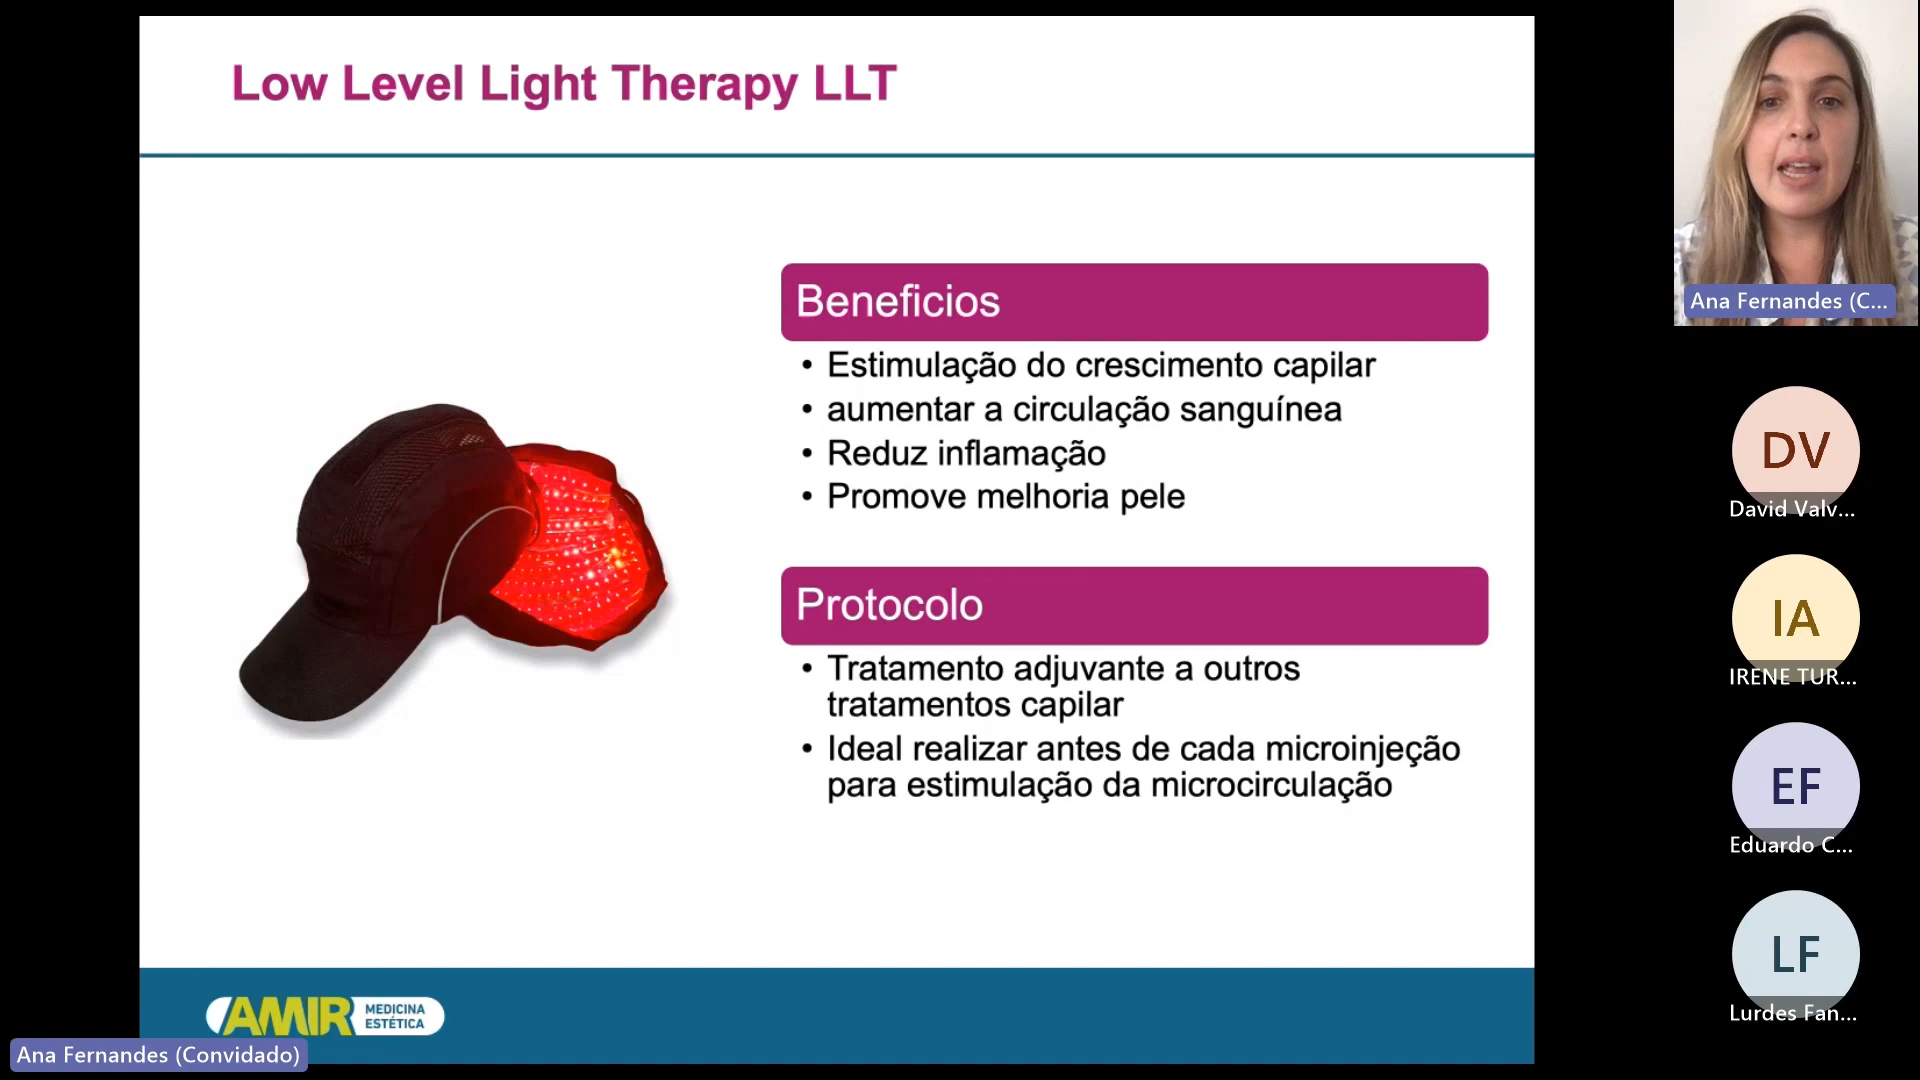 Low Level Light Therapy LLT
Beneficios
• Estimulação do crescimento capilar
• aumentar a circulação sanguínea
• Reduz inflamação
• Promove melhoria pele
Protocolo
• Tratamento adjuvante a outros
tratamentos capilar
• Ideal realizar antes de cada microinjeção
para estimulação da microcirculação
AMIR
MEDICINA
ESTÉTICA
Ana Fernandes (Convidado)
Ana Fernandes (C...
DV
David Valv...
IA
IRENE TUR...
EF
Eduardo C...
LF
Lurdes Fan...